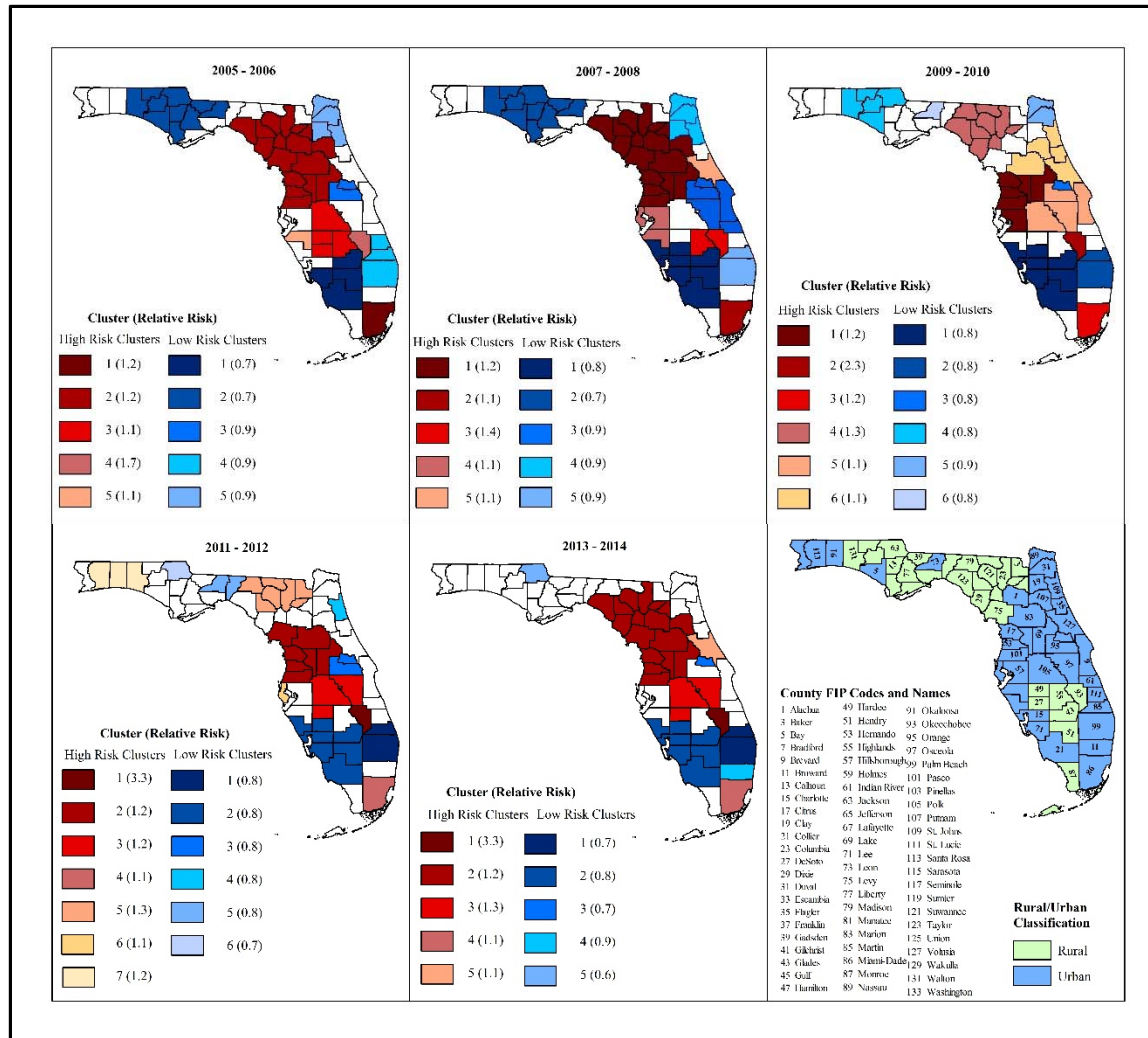 2005 - 2006
Cluster (Relative Risk)
High Risk Clusters Low Risk Clusters
1 (1.2) 1 (0.7)
2 (1.2) 2 (0.7)
3 (1.1) 3 (0.9)
4 (1.7) 4 (0.9)
5 (1.1) 5 (0.9)
2007 - 2008
Cluster (Relative Risk)
High Risk Clusters Low Risk Clusters
1 (1.2) 1 (0.8)
2 (1.1) 2 (0.7)
3 (1.4) 3 (0.9)
4 (1.1) 4 (0.9)
5 (1.1) 5 (0.9)
2009 - 2010
Cluster (Relative Risk)
High Risk Clusters Low Risk Clusters
1 (1.2) 1 (0.8)
2 (2.3) 2 (0.8)
3 (1.2) 3 (0.8)
4 (1.3) 4 (0.8)
5 (1.1) 5 (0.9)
6 (1.1) 6 (0.8)
2011 - 2012
Cluster (Relative Risk)
High Risk Clusters Low Risk Clusters
1 (3.3) 1 (0.8)
2 (1.2) 2 (0.8)
3 (1.2) 3 (0.8)
4 (1.1) 4 (0.8)
5 (1.3) 5 (0.8)
6 (1.1) 6 (0.7)
7 (1.2)
2013 - 2014
Cluster (Relative Risk)
High Risk Clusters Low Risk Clusters
1 (3.3) 1 (0.7)
2 (1.2) 2 (0.8)
3 (1.3) 3 (0.7)
4 (1.1) 4 (0.9)
5 (1.1) 5 (0.6)
County FIP Codes and Names
1 Alachua
3 Baker
5 Bay
7 Bradford
9 Brevard
11 Broward
13 Calhoun
15 Charlotte
17 Citrus
19 Clay
21 Collier
23 Columbia
27 DeSoto
29 Dixie
31 Duval
33 Escambia
35 Flagler
37 Franklin
39 Gadsden
41 Gilchrist
43 Glades
45 Gulf
47 Hamilton
49 Hardee
51 Hendry
53 Hernando
55 Highlands
57 Hillsborough
59 Holmes
61 Indian River
63 Jackson
65 Jefferson
67 Lafayette
69 Lake
71 Lee
73 Leon
75 Levy
77 Liberty
79 Madison
81 Manatee
83 Marion
85 Martin
86 Miami-Dade
87 Monroe
89 Nassau
91 Okaloosa
93 Okeechobee
95 Orange
97 Osceola
99 Palm Beach
101 Pasco
103 Pinellas
105 Polk
107 Putnam
109 St. Johns
111 St. Lucie
113 Santa Rosa
115 Sarasota
117 Seminole
119 Sumter
121 Suwannee
123 Taylor
125 Union
127 Volusia
129 Wakulla
131 Walton
133 Washington
Rural/Urban
Classification
Rural
Urban